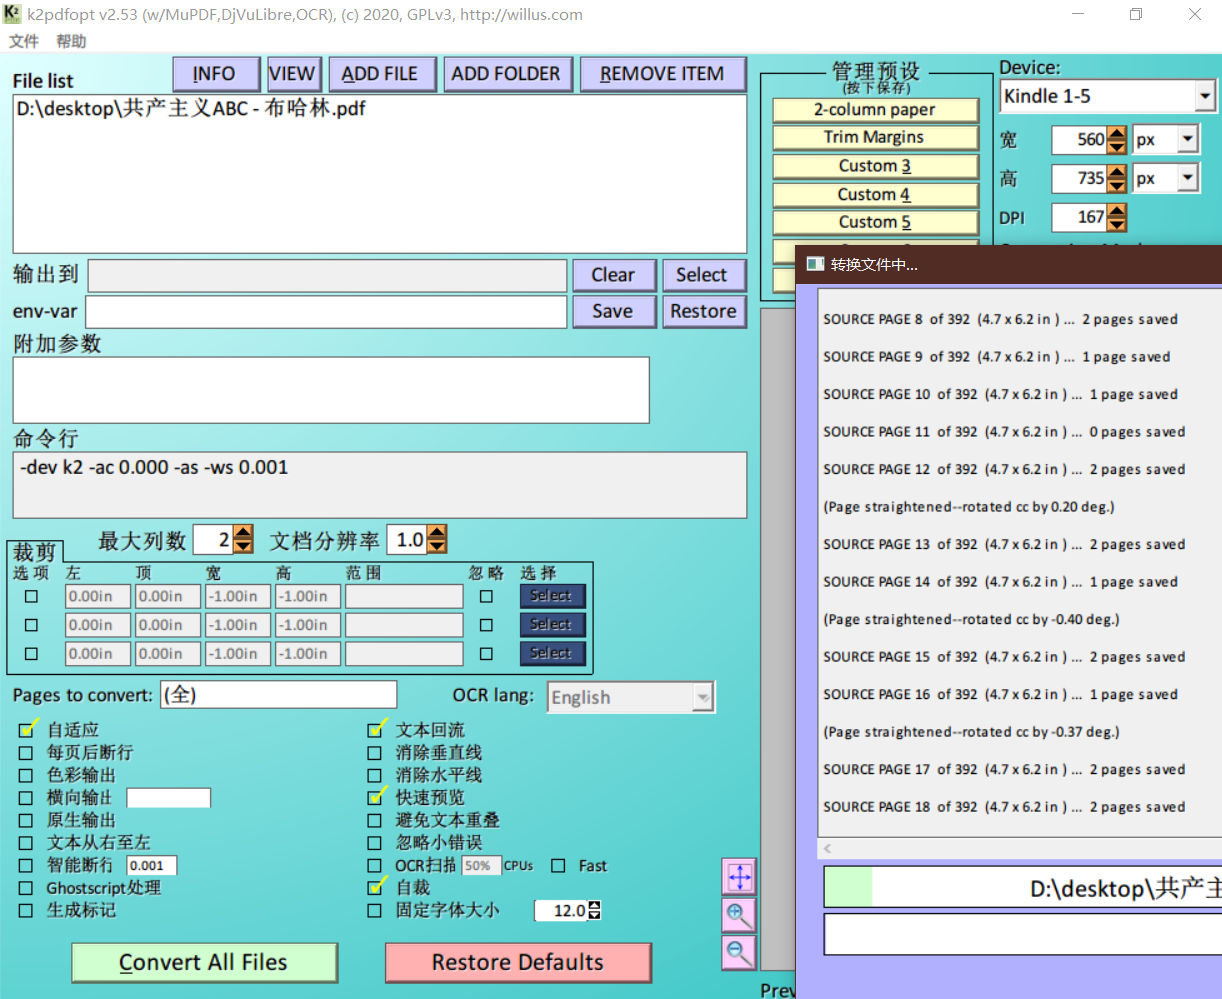 k2pdfopt v2.53 (w/MuPDF,DjVuLibre,OCR), (c) 2020, GPLv3, http://willus.com
文件 帮助
File list INFO VIEW ADD FILE ADD FOLDER REMOVE ITEM
D:\desktop\共产主义ABC - 布哈林.pdf
管理预设
(按下保存)
2-column paper
Trim Margins
Custom 3
Custom 4
Custom 5
Device:
Kindle 1-5
宽 560 px
高 735 px
DPI 167
输出到 Clear Select
env-var Save Restore
附加参数
命令行
-dev k2 -ac 0.000 -as -ws 0.001
最大列数 2 文档分辨率 1.0
裁剪
选项 左 顶 宽 高 范围 忽略 选择
0.00in 0.00in -1.00in -1.00in Select
0.00in 0.00in -1.00in -1.00in Select
0.00in 0.00in -1.00in -1.00in Select
Pages to convert: (全) OCR lang: English
自适应 文本回流
每页后断行 消除垂直线
色彩输出 消除水平线
横向输出 快速预览
原生输出 避免文本重叠
文本从右至左 忽略小错误
智能断行 0.001 OCR扫描 50% CPUs Fast
Ghostscript处理 自裁
生成标记 固定字体大小 12.0
Convert All Files Restore Defaults
转换文件中...
SOURCE PAGE 8 of 392 (4.7 x 6.2 in ) ... 2 pages saved
SOURCE PAGE 9 of 392 (4.7 x 6.2 in ) ... 1 page saved
SOURCE PAGE 10 of 392 (4.7 x 6.2 in ) ... 1 page saved
SOURCE PAGE 11 of 392 (4.7 x 6.2 in ) ... 0 pages saved
SOURCE PAGE 12 of 392 (4.7 x 6.2 in ) ... 2 pages saved
(Page straightened--rotated cc by 0.20 deg.)
SOURCE PAGE 13 of 392 (4.7 x 6.2 in ) ... 2 pages saved
SOURCE PAGE 14 of 392 (4.7 x 6.2 in ) ... 1 page saved
(Page straightened--rotated cc by -0.40 deg.)
SOURCE PAGE 15 of 392 (4.7 x 6.2 in ) ... 2 pages saved
SOURCE PAGE 16 of 392 (4.7 x 6.2 in ) ... 1 page saved
(Page straightened--rotated cc by -0.37 deg.)
SOURCE PAGE 17 of 392 (4.7 x 6.2 in ) ... 2 pages saved
SOURCE PAGE 18 of 392 (4.7 x 6.2 in ) ... 2 pages saved
D:\desktop\共产主
Prev